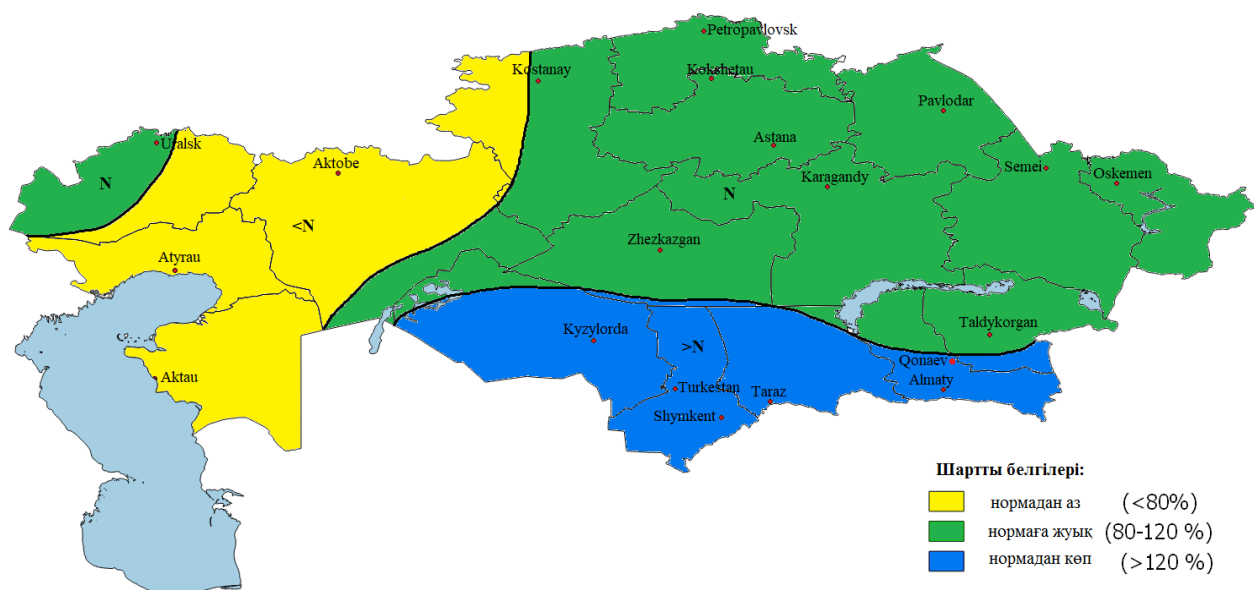 Petropavlovsk
Kostanay
Kokshetau
Pavlodar
Uralsk
Astana
Aktobe
Semei
Oskemen
N
Karagandy
N
<N
Zhezkazgan
Atyrau
Kyzylorda
Taldykorgan
>N
Qonaev
Aktau
Turkestan
Taraz
Almaty
Shymkent
Шартты белгілері:
нормадан аз (<80%)
нормаға жуық (80-120 %)
нормадан көп (>120 %)